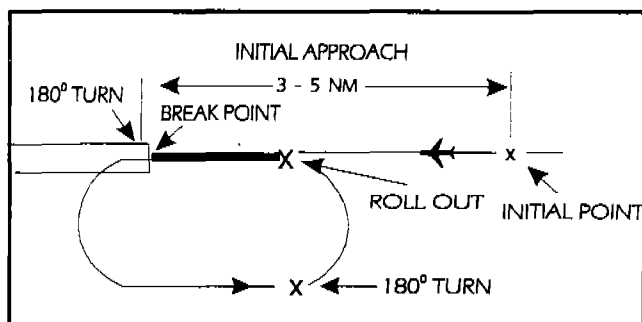 INITIAL APPROACH
3 - 5 NM
180° TURN
BREAK POINT
X
x
ROLL OUT
INITIAL POINT
X
180° TURN